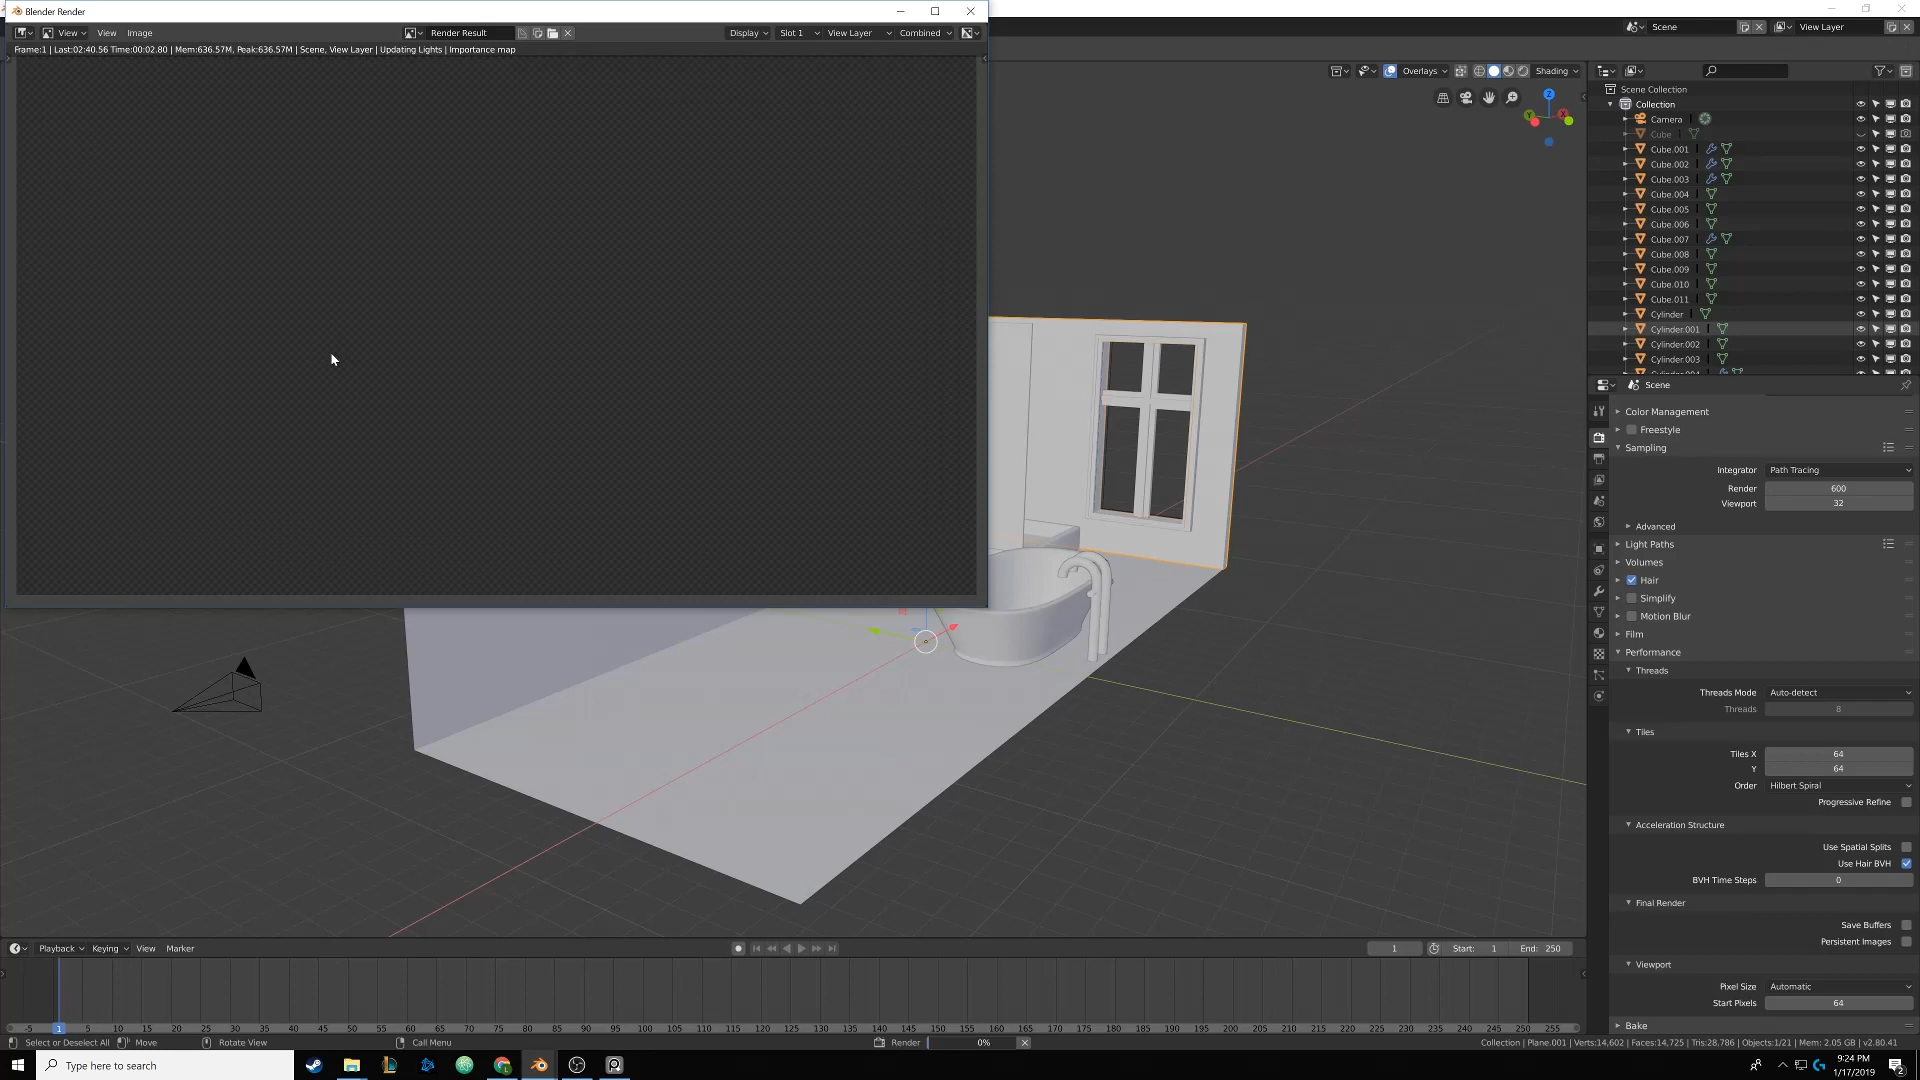 Blender Render
View View Image Render Result Display Slot 1 View Layer Combined
Frame:1 | Last:02:40.56 Time:00:02.80 | Mem:636.57M, Peak:636.57M | Scene, View Layer | Updating Lights | Importance map
Scene View Layer
Overlays Shading
Z
Y
X
Scene Collection
Collection
Camera
Cube
Cube.001
Cube.002
Cube.003
Cube.004
Cube.005
Cube.006
Cube.007
Cube.008
Cube.009
Cube.010
Cube.011
Cylinder
Cylinder.001
Cylinder.002
Cylinder.003
Scene
Color Management
Freestyle
Sampling
Integrator Path Tracing
Render 600
Viewport 32
Advanced
Light Paths
Volumes
Hair
Simplify
Motion Blur
Film
Performance
Threads
Threads Mode Auto-detect
Threads 8
Tiles
Tiles X 64
Y 64
Order Hilbert Spiral
Progressive Refine
Acceleration Structure
Use Spatial Splits
Use Hair BVH
BVH Time Steps 0
Final Render
Save Buffers
Persistent Images
Viewport
Pixel Size Automatic
Start Pixels 64
Bake
Playback Keying View Marker 1 Start: 1 End: 250
-5 1 5 10 15 20 25 30 35 40 45 50 55 60 65 70 75 80 85 90 95 100 105 110 115 120 125 130 135 140 145 150 155 160 165 170 175 180 185 190 195 200 205 210 215 220 225 230 235 240 245 250 255
Select or Deselect All Move Rotate View Call Menu Render 0% Collection | Plane.001 | Verts:14,602 | Faces:14,725 | Tris:28,786 | Objects:1/21 | Mem: 2.05 GB | v2.80.41
Type here to search
9:24 PM
1/17/2019
2